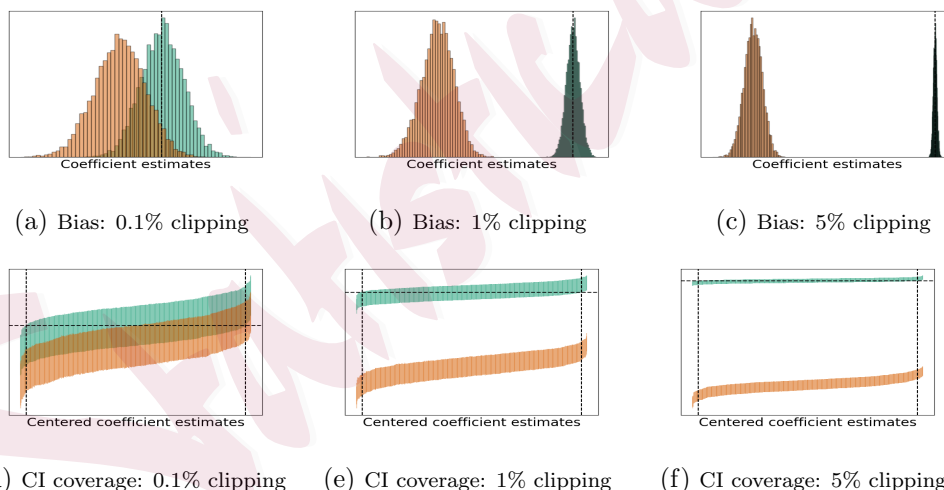 Coefficient estimates
Coefficient estimates
Coefficient estimates
(a) Bias: 0.1% clipping
(b) Bias: 1% clipping
(c) Bias: 5% clipping
Centered coefficient estimates
Centered coefficient estimates
Centered coefficient estimates
) CI coverage: 0.1% clipping
(e) CI coverage: 1% clipping
(f) CI coverage: 5% clipping